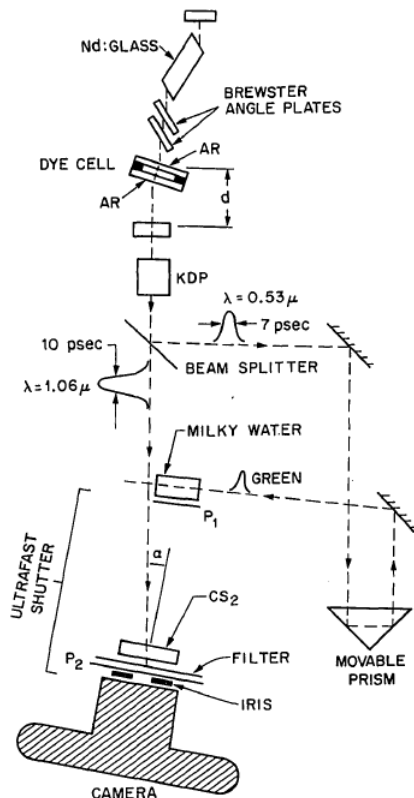 Nd:GLASS
BREWSTER
ANGLE PLATES
AR
DYE CELL
AR
d
KDP
λ=0.53μ
7 psec
10 psec
BEAM SPLITTER
λ=1.06μ
MILKY WATER
GREEN
P1
ULTRAFAST
SHUTTER
α
CS2
P2
FILTER
MOVABLE
PRISM
IRIS
CAMERA